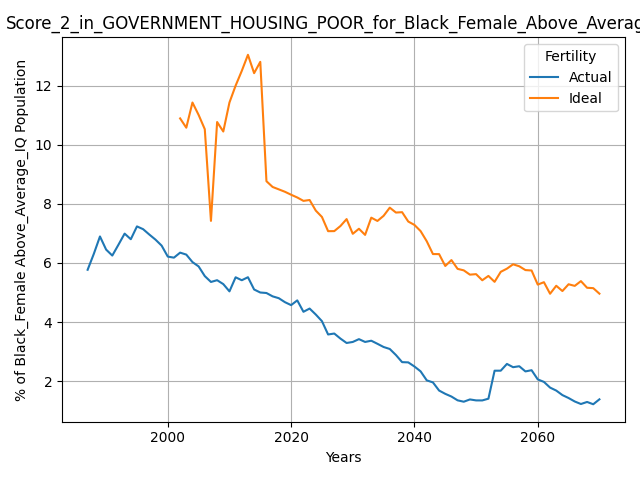 Score_2_in_GOVERNMENT_HOUSING_POOR_for_Black_Female_Above_Averag
Fertility
Actual
Ideal
% of Black_Female Above_Average_IQ Population
12
10
8
6
4
2
2000
2020
2040
2060
Years